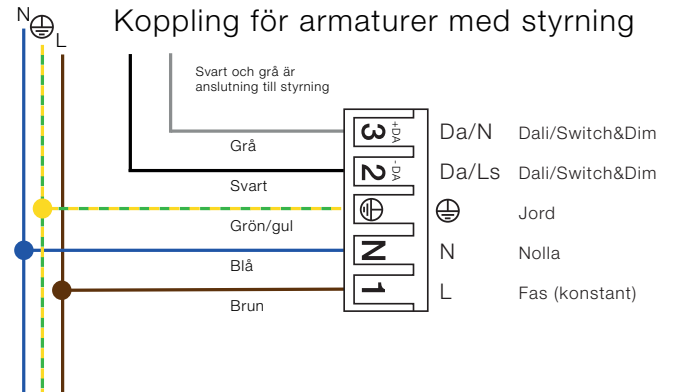 Koppling för armaturer med styrning
N
L
Svart och grå är
anslutning till styrning
Grå
3 +DA
Da/N Dali/Switch&Dim
Svart
2 -DA
Da/Ls Dali/Switch&Dim
Grön/gul
Jord
Blå
N
N Nolla
Brun
1
L Fas (konstant)